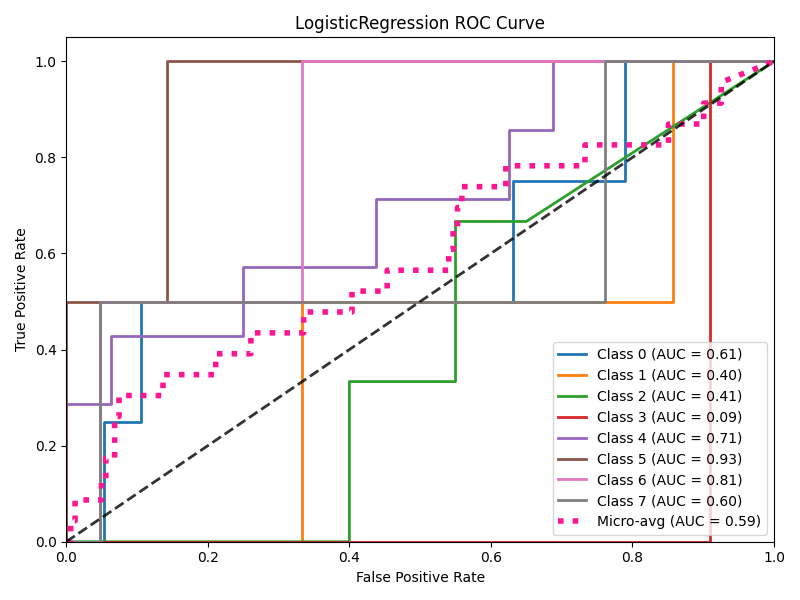 LogisticRegression ROC Curve
True Positive Rate
1.0
0.8
0.6
0.4
0.2
0.0
Class 0 (AUC = 0.61)
Class 1 (AUC = 0.40)
Class 2 (AUC = 0.41)
Class 3 (AUC = 0.09)
Class 4 (AUC = 0.71)
Class 5 (AUC = 0.93)
Class 6 (AUC = 0.81)
Class 7 (AUC = 0.60)
Micro-avg (AUC = 0.59)
0.0 0.2 0.4 0.6 0.8 1.0
False Positive Rate